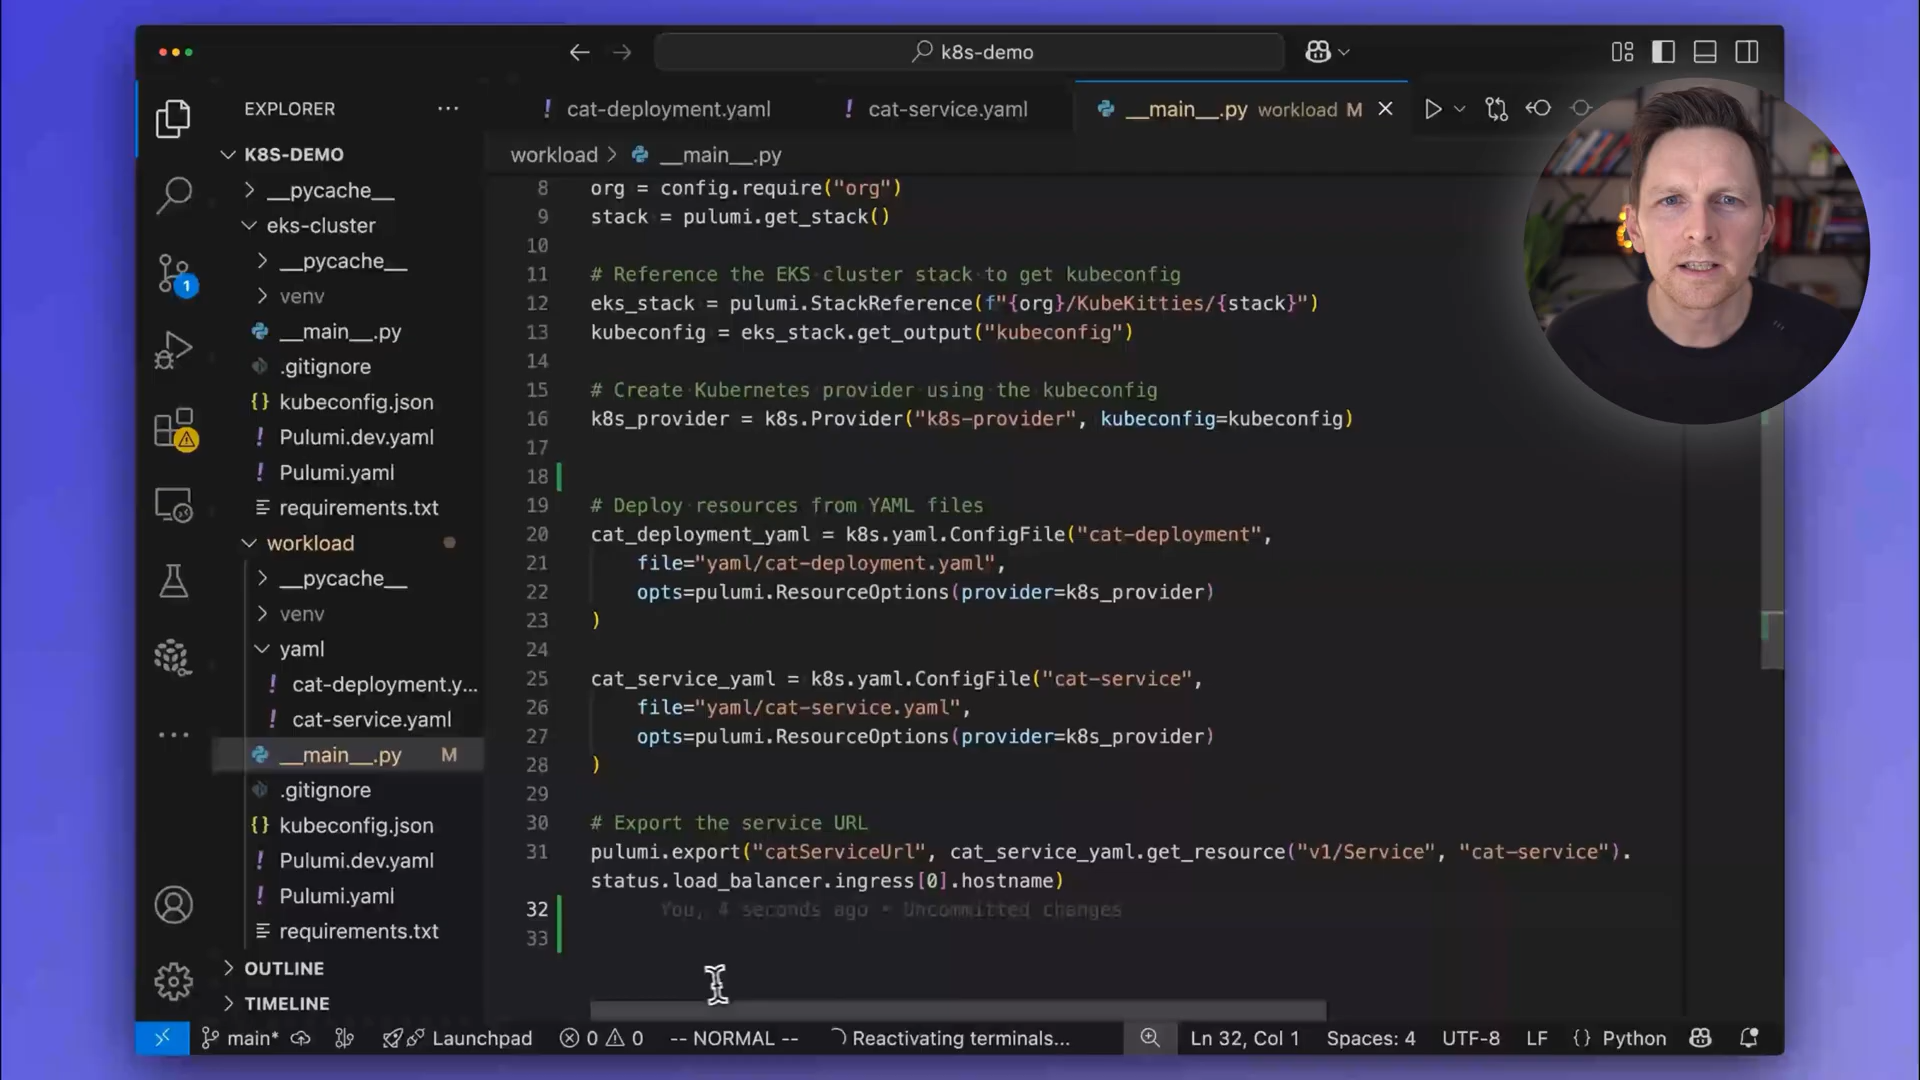 k8s-demo
EXPLORER
cat-deployment.yaml
cat-service.yaml
__main__.py workload M
K8S-DEMO
__pycache__
eks-cluster
__pycache__
venv
__main__.py
.gitignore
{} kubeconfig.json
! Pulumi.dev.yaml
! Pulumi.yaml
requirements.txt
workload
__pycache__
venv
yaml
! cat-deployment.y...
! cat-service.yaml
__main__.py M
.gitignore
{} kubeconfig.json
! Pulumi.dev.yaml
! Pulumi.yaml
requirements.txt
OUTLINE
TIMELINE
1
workload > __main__.py
8 org = config.require("org")
9 stack = pulumi.get_stack()
10
11 # Reference the EKS cluster stack to get kubeconfig
12 eks_stack = pulumi.StackReference(f"{org}/KubeKitties/{stack}")
13 kubeconfig = eks_stack.get_output("kubeconfig")
14
15 # Create Kubernetes provider using the kubeconfig
16 k8s_provider = k8s.Provider("k8s-provider", kubeconfig=kubeconfig)
17
18
19 # Deploy resources from YAML files
20 cat_deployment_yaml = k8s.yaml.ConfigFile("cat-deployment",
21 file="yaml/cat-deployment.yaml",
22 opts=pulumi.ResourceOptions(provider=k8s_provider)
23 )
24
25 cat_service_yaml = k8s.yaml.ConfigFile("cat-service",
26 file="yaml/cat-service.yaml",
27 opts=pulumi.ResourceOptions(provider=k8s_provider)
28 )
29
30 # Export the service URL
31 pulumi.export("catServiceUrl", cat_service_yaml.get_resource("v1/Service", "cat-service").
status.load_balancer.ingress[0].hostname)
32 You, 4 seconds ago • Uncommitted changes
33
main* Launchpad 0 0 -- NORMAL -- Reactivating terminals... Ln 32, Col 1 Spaces: 4 UTF-8 LF {} Python